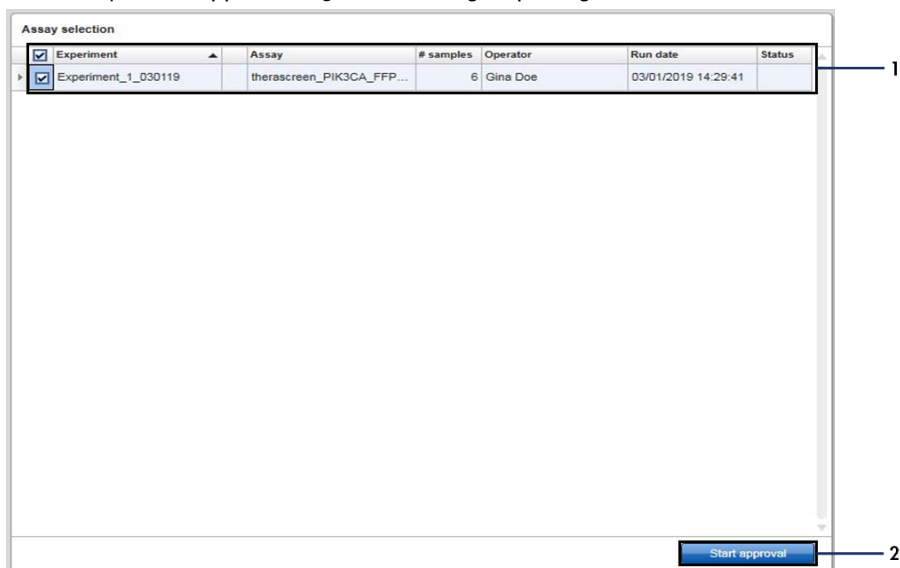 Assay selection
Experiment Assay # samples Operator Run date Status
Experiment_1_030119 therascreen_PIK3CA_FFP... 6 Gina Doe 03/01/2019 14:29:41
1
Start approval
2